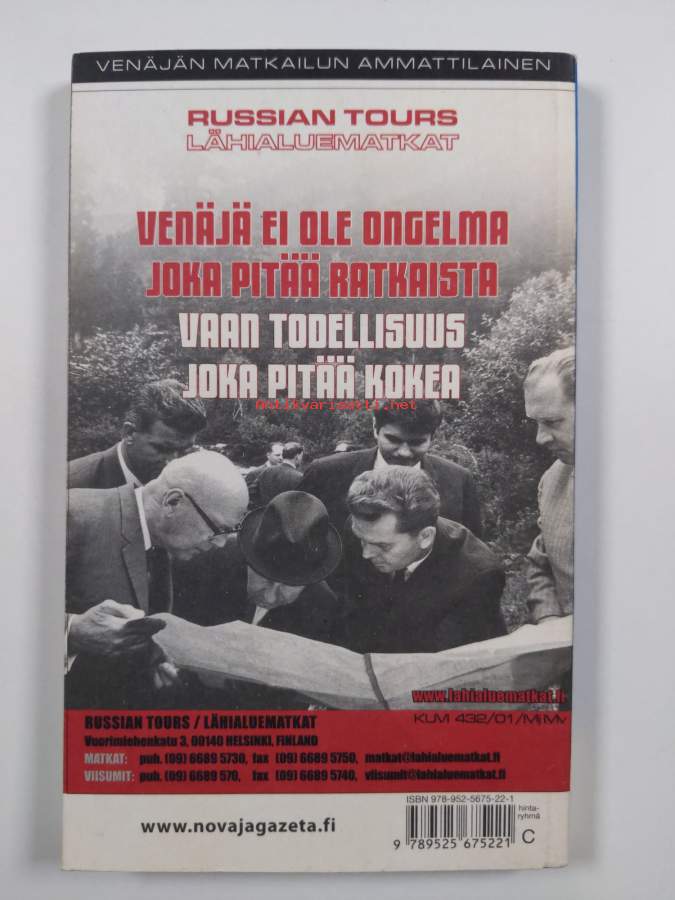 VENÄJÄN MATKAILUN AMMATTILAINEN
RUSSIAN TOURS
LÄHIALUEMATKAT
VENÄJÄ EI OLE ONGELMA
JOKA PITÄÄ RATKAISTA
VAAN TODELLISUUS
JOKA PITÄÄ KOKEA
Antikvariaatti.net
www.lahialuematkat.fi
KUM 432/01/Mj Mv
RUSSIAN TOURS / LÄHIALUEMATKAT
Vuorimiehenkatu 3, 00140 HELSINKI, FINLAND
MATKAT: puh. (09) 6689 5730, fax (09) 6689 5750, matkat@lahialuematkat.fi
VIISUMIT: puh. (09) 6689 570, fax (09) 6689 5740, viisumit@lahialuematkat.fi
ISBN 978-952-5675-22-1
hinta-
ryhmä
C
9 789525 675221
www.novajagazeta.fi